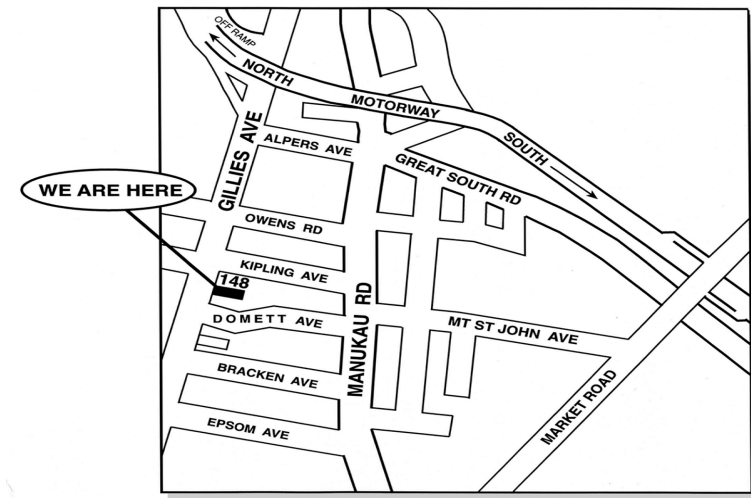 OFF RAMP
NORTH
MOTORWAY
SOUTH
GILLIES AVE
ALPERS AVE
GREAT SOUTH RD
WE ARE HERE
OWENS RD
KIPLING AVE
148
DOMETT AVE
MANUKAU RD
MT ST JOHN AVE
BRACKEN AVE
MARKET ROAD
EPSOM AVE